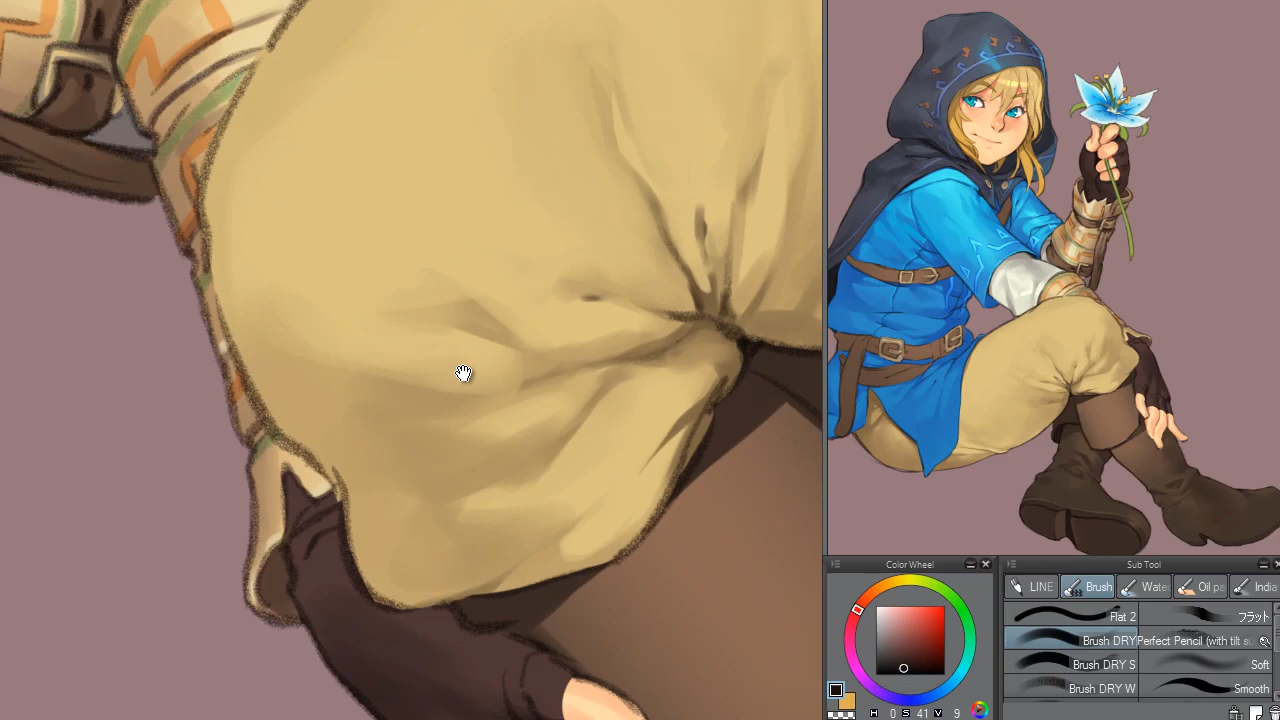 Color Wheel
H 0 S 41 V 9
Sub Tool
LINE Brush Wate Oil pa India
Flat 2 フラット
Brush DRY Perfect Pencil (with tilt su
Brush DRY S Soft
Brush DRY W Smooth